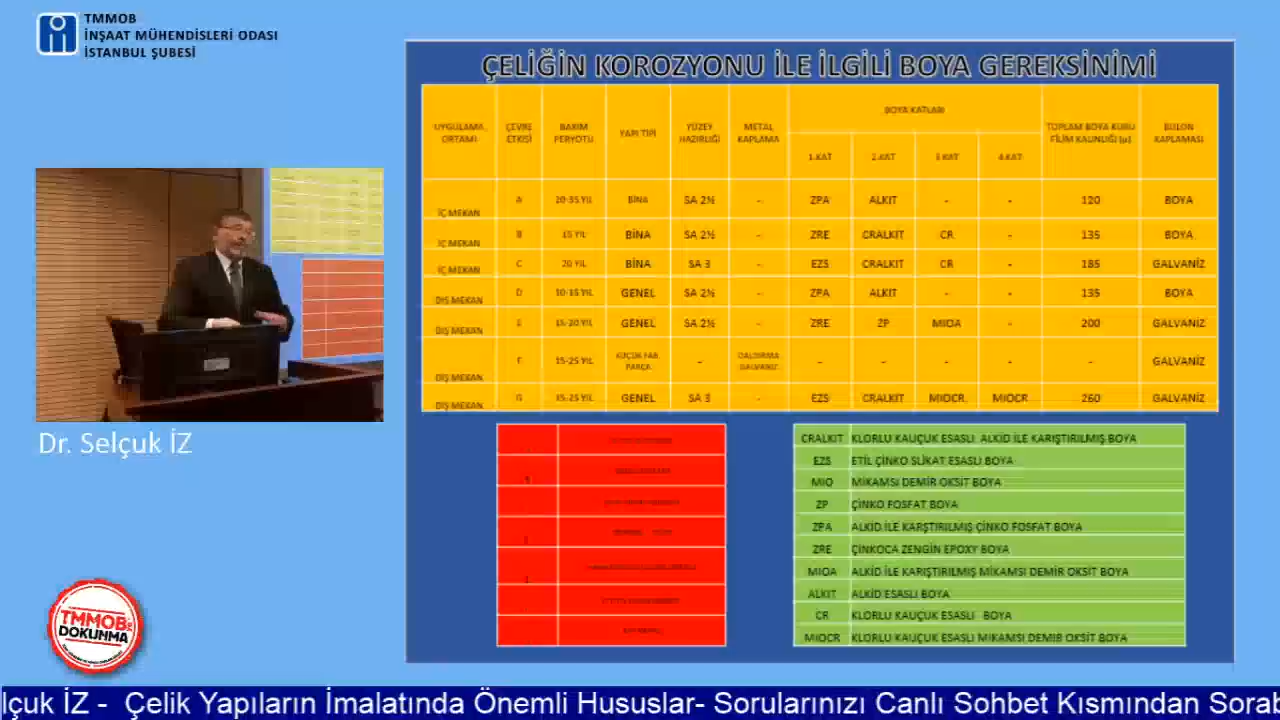 TMMOB
İNŞAAT MÜHENDİSLERİ ODASI
İSTANBUL ŞUBESİ
ÇELİĞİN KOROZYONU İLE İLGİLİ BOYA GEREKSİNİMİ
UYGULAMA ORTAMI ÇEVRE ETKİSİ BAKIM PERYOTU YAPI TİPİ YÜZEY HAZIRLIĞI METAL KAPLAMA BOYA KATLARI TOPLAM BOYA KURU FİLİM KALINLIĞI (µ) BULON KAPLAMASI
1.KAT 2.KAT 3.KAT 4.KAT
İÇ MEKAN A 20-35 YIL BİNA SA 2½ - ZPA ALKIT - - 120 BOYA
İÇ MEKAN B 15 YIL BİNA SA 2½ - ZRE CRALKIT CR - 135 BOYA
İÇ MEKAN C 20 YIL BİNA SA 3 - EZS CRALKIT CR - 185 GALVANİZ
DIŞ MEKAN D 10-15 YIL GENEL SA 2½ - ZPA ALKIT - - 135 BOYA
DIŞ MEKAN E 15-20 YIL GENEL SA 2½ - ZRE ZP MIOA - 200 GALVANİZ
DIŞ MEKAN F 15-25 YIL KÜÇÜK FAB. PARÇA - DALDIRMA GALVANİZ - - - - - GALVANİZ
DIŞ MEKAN G 15-25 YIL GENEL SA 3 - EZS CRALKIT MIOCR MIOCR 260 GALVANİZ
CRALKIT KLORLU KAUÇUK ESASLI ALKİD İLE KARIŞTIRILMIŞ BOYA
EZS ETİL ÇİNKO SLİKAT ESASLI BOYA
MIO MİKAMSI DEMİR OKSİT BOYA
ZP ÇİNKO FOSFAT BOYA
ZPA ALKİD İLE KARŞTIRILMIŞ ÇİNKO FOSFAT BOYA
ZRE ÇİNKOCA ZENGİN EPOXY BOYA
MIOA ALKİD İLE KARIŞTIRILMIŞ MİKAMSI DEMİR OKSİT BOYA
ALKIT ALKİD ESASLI BOYA
CR KLORLU KAUÇUK ESASLI BOYA
MIOCR KLORLU KAUÇUK ESASLI MİKAMSI DEMİR OKSİT BOYA
Dr. Selçuk İZ
TMMOB'ye
DOKUNMA
lçuk İZ - Çelik Yapıların İmalatında Önemli Hususlar- Sorularınızı Canlı Sohbet Kısmından Sorab